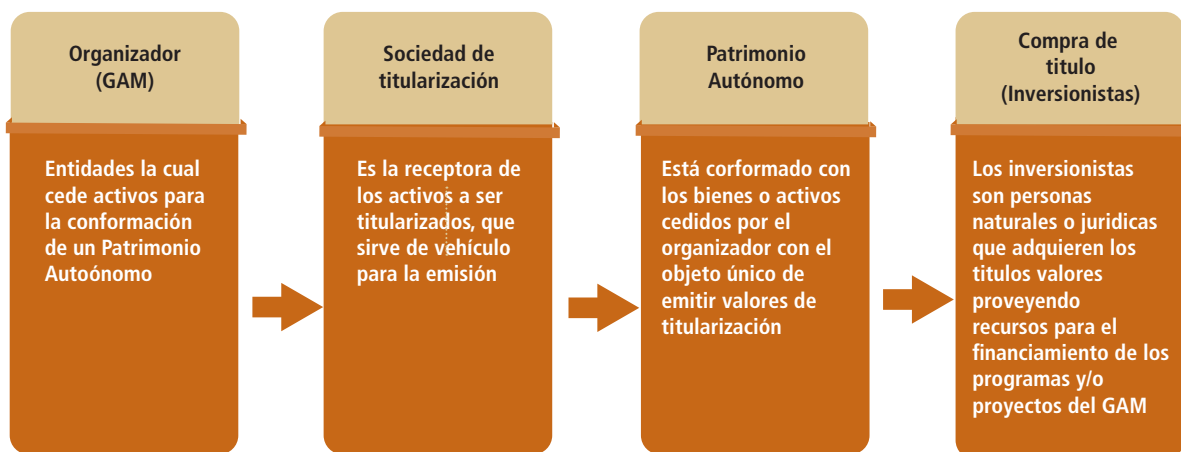 Organizador
(GAM)
Entidades la cual
cede activos para
la conformación
de un Patrimonio
Autoónomo
Sociedad de
titularización
Es la receptora de
los activos a ser
titularizados, que
sirve de vehículo
para la emisión
Patrimonio
Autónomo
Está corformado con
los bienes o activos
cedidos por el
organizador con el
objeto único de
emitir valores de
titularización
Compra de
titulo
(Inversionistas)
Los inversionistas
son personas
naturales o juridicas
que adquieren los
titulos valores
proveyendo
recursos para el
financiamiento de los
programas y/o
proyectos del GAM